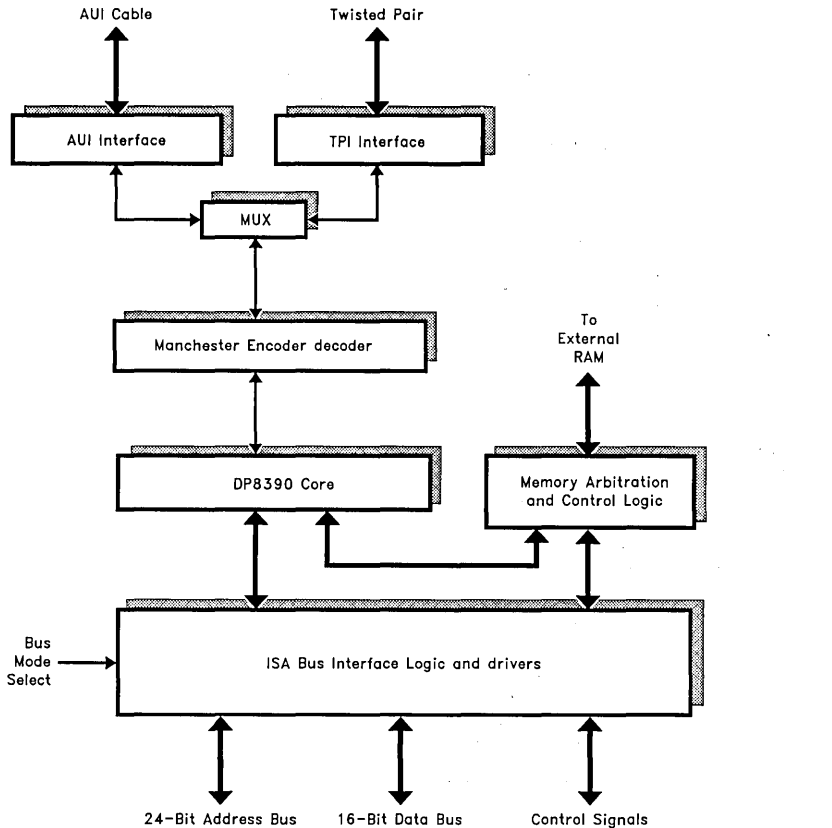 AUI Cable
Twisted Pair
AUI Interface
TPI Interface
MUX
Manchester Encoder decoder
To
External
RAM
DP8390 Core
Memory Arbitration
and Control Logic
Bus
Mode
Select
ISA Bus Interface Logic and drivers
24-Bit Address Bus
16-Bit Data Bus
Control Signals